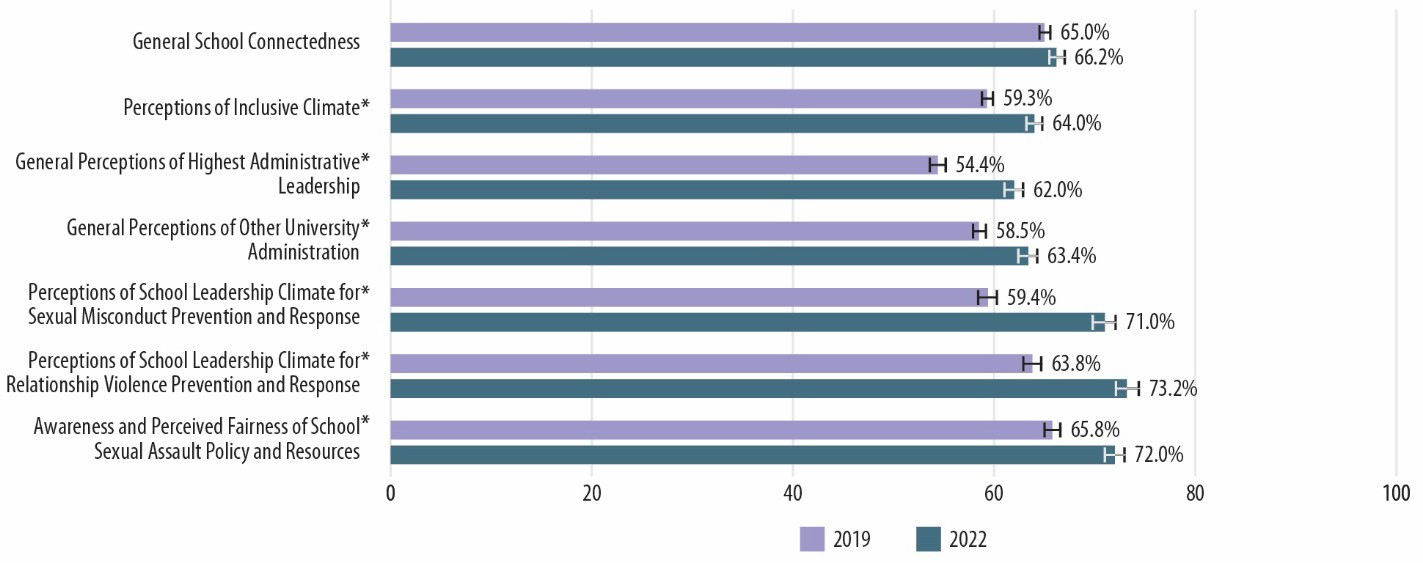 General School Connectedness
65.0%
66.2%
Perceptions of Inclusive Climate*
59.3%
64.0%
General Perceptions of Highest Administrative*
Leadership
54.4%
62.0%
General Perceptions of Other University*
Administration
58.5%
63.4%
Perceptions of School Leadership Climate for*
Sexual Misconduct Prevention and Response
59.4%
71.0%
Perceptions of School Leadership Climate for*
Relationship Violence Prevention and Response
63.8%
73.2%
Awareness and Perceived Fairness of School*
Sexual Assault Policy and Resources
65.8%
72.0%
0 20 40 60 80 100
2019 2022